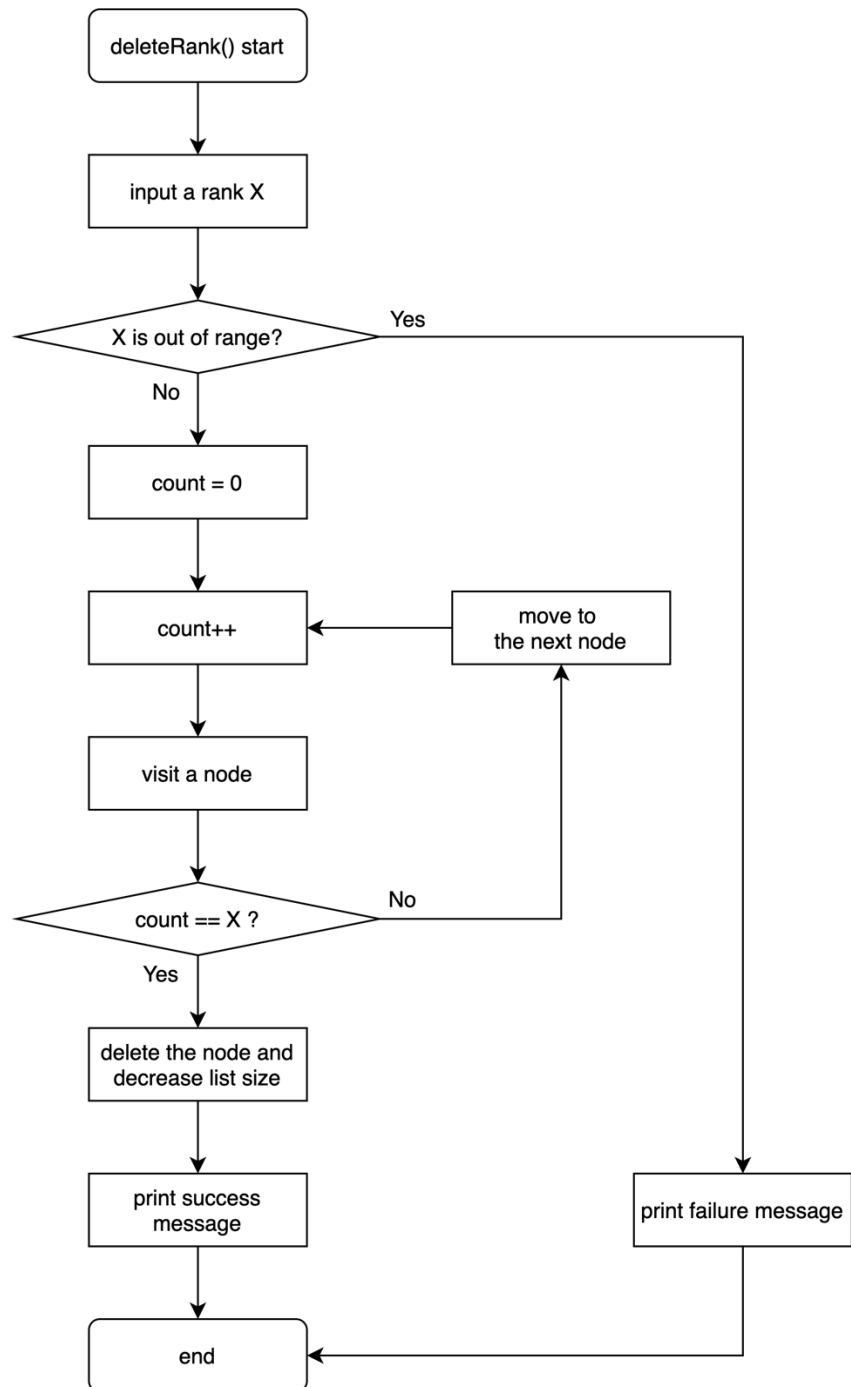 deleteRank() start
input a rank X
X is out of range?
Yes
No
count = 0
count++
move to
the next node
visit a node
count == X ?
No
Yes
delete the node and
decrease list size
print success
message
print failure message
end